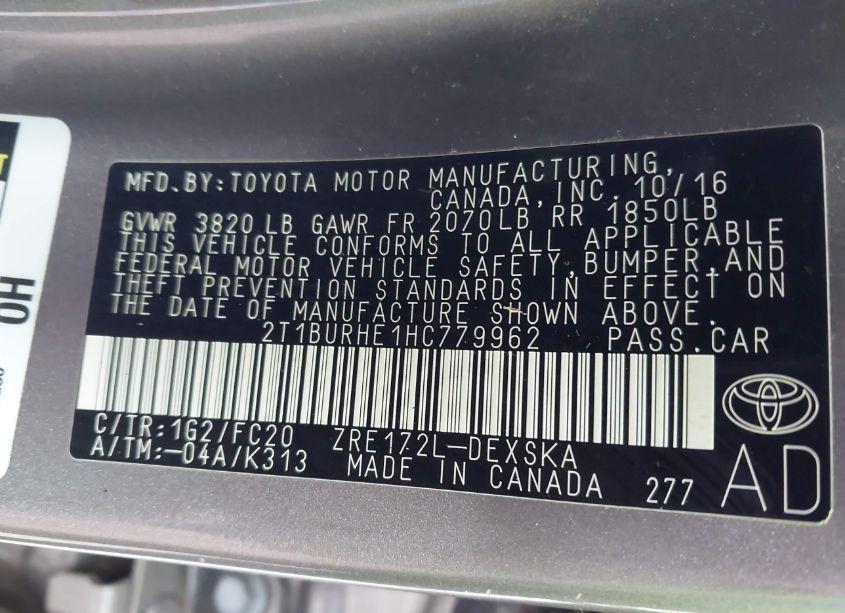 MFD.BY:TOYOTA MOTOR MANUFACTURING,
CANADA,INC. 10/16
GVWR 3820 LB GAWR FR 2070LB RR 1850LB
THIS VEHICLE CONFORMS TO ALL APPLICABLE
FEDERAL MOTOR VEHICLE SAFETY,BUMPER,AND
THEFT PREVENTION STANDARDS IN EFFECT ON
THE DATE OF MANUFACTURE SHOWN ABOVE.
2T1BURHE1HC779962 PASS.CAR
C/TR:1G2/FC20 ZRE172L-DEXSKA
A/TM:-04A/K313 MADE IN CANADA 277
AD
OH